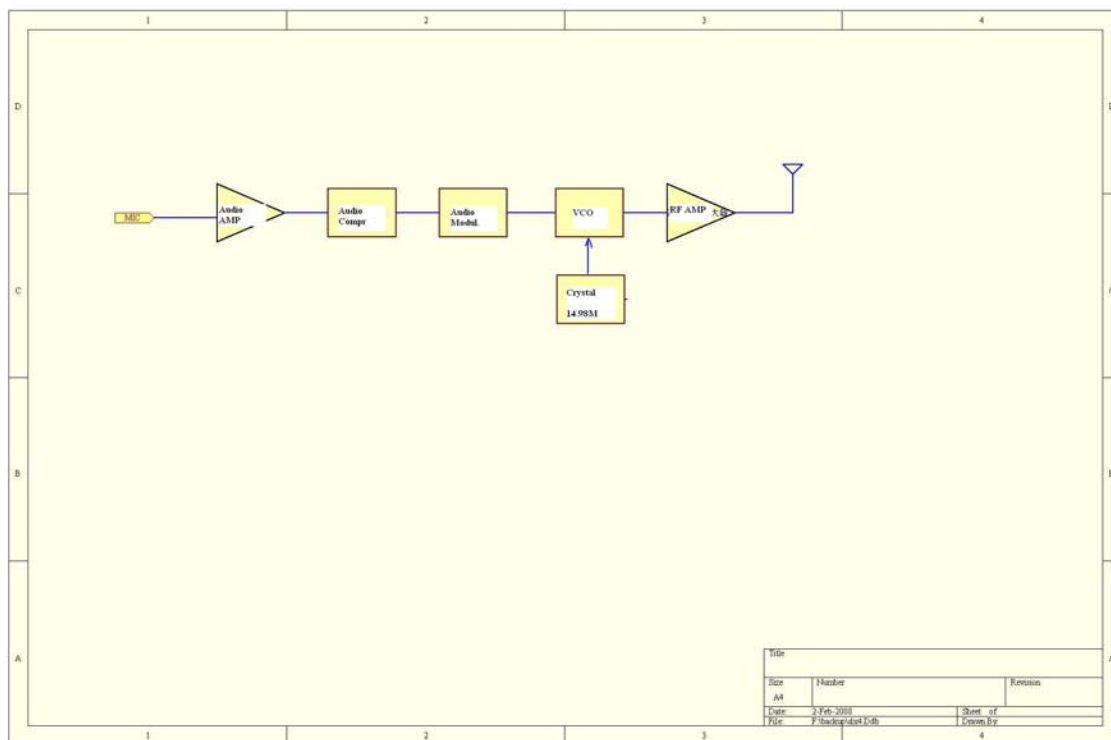 1 2 3 4
D
MIC
Audio
AMP
Audio
Compr
Audio
Modul.
VCO
RF AMP
Crystal
14.98M
C
B
A
Title
Size Number Revision
A4
Date: 2-Feb-2008 Sheet of
File: Drawn By:
1 2 3 4